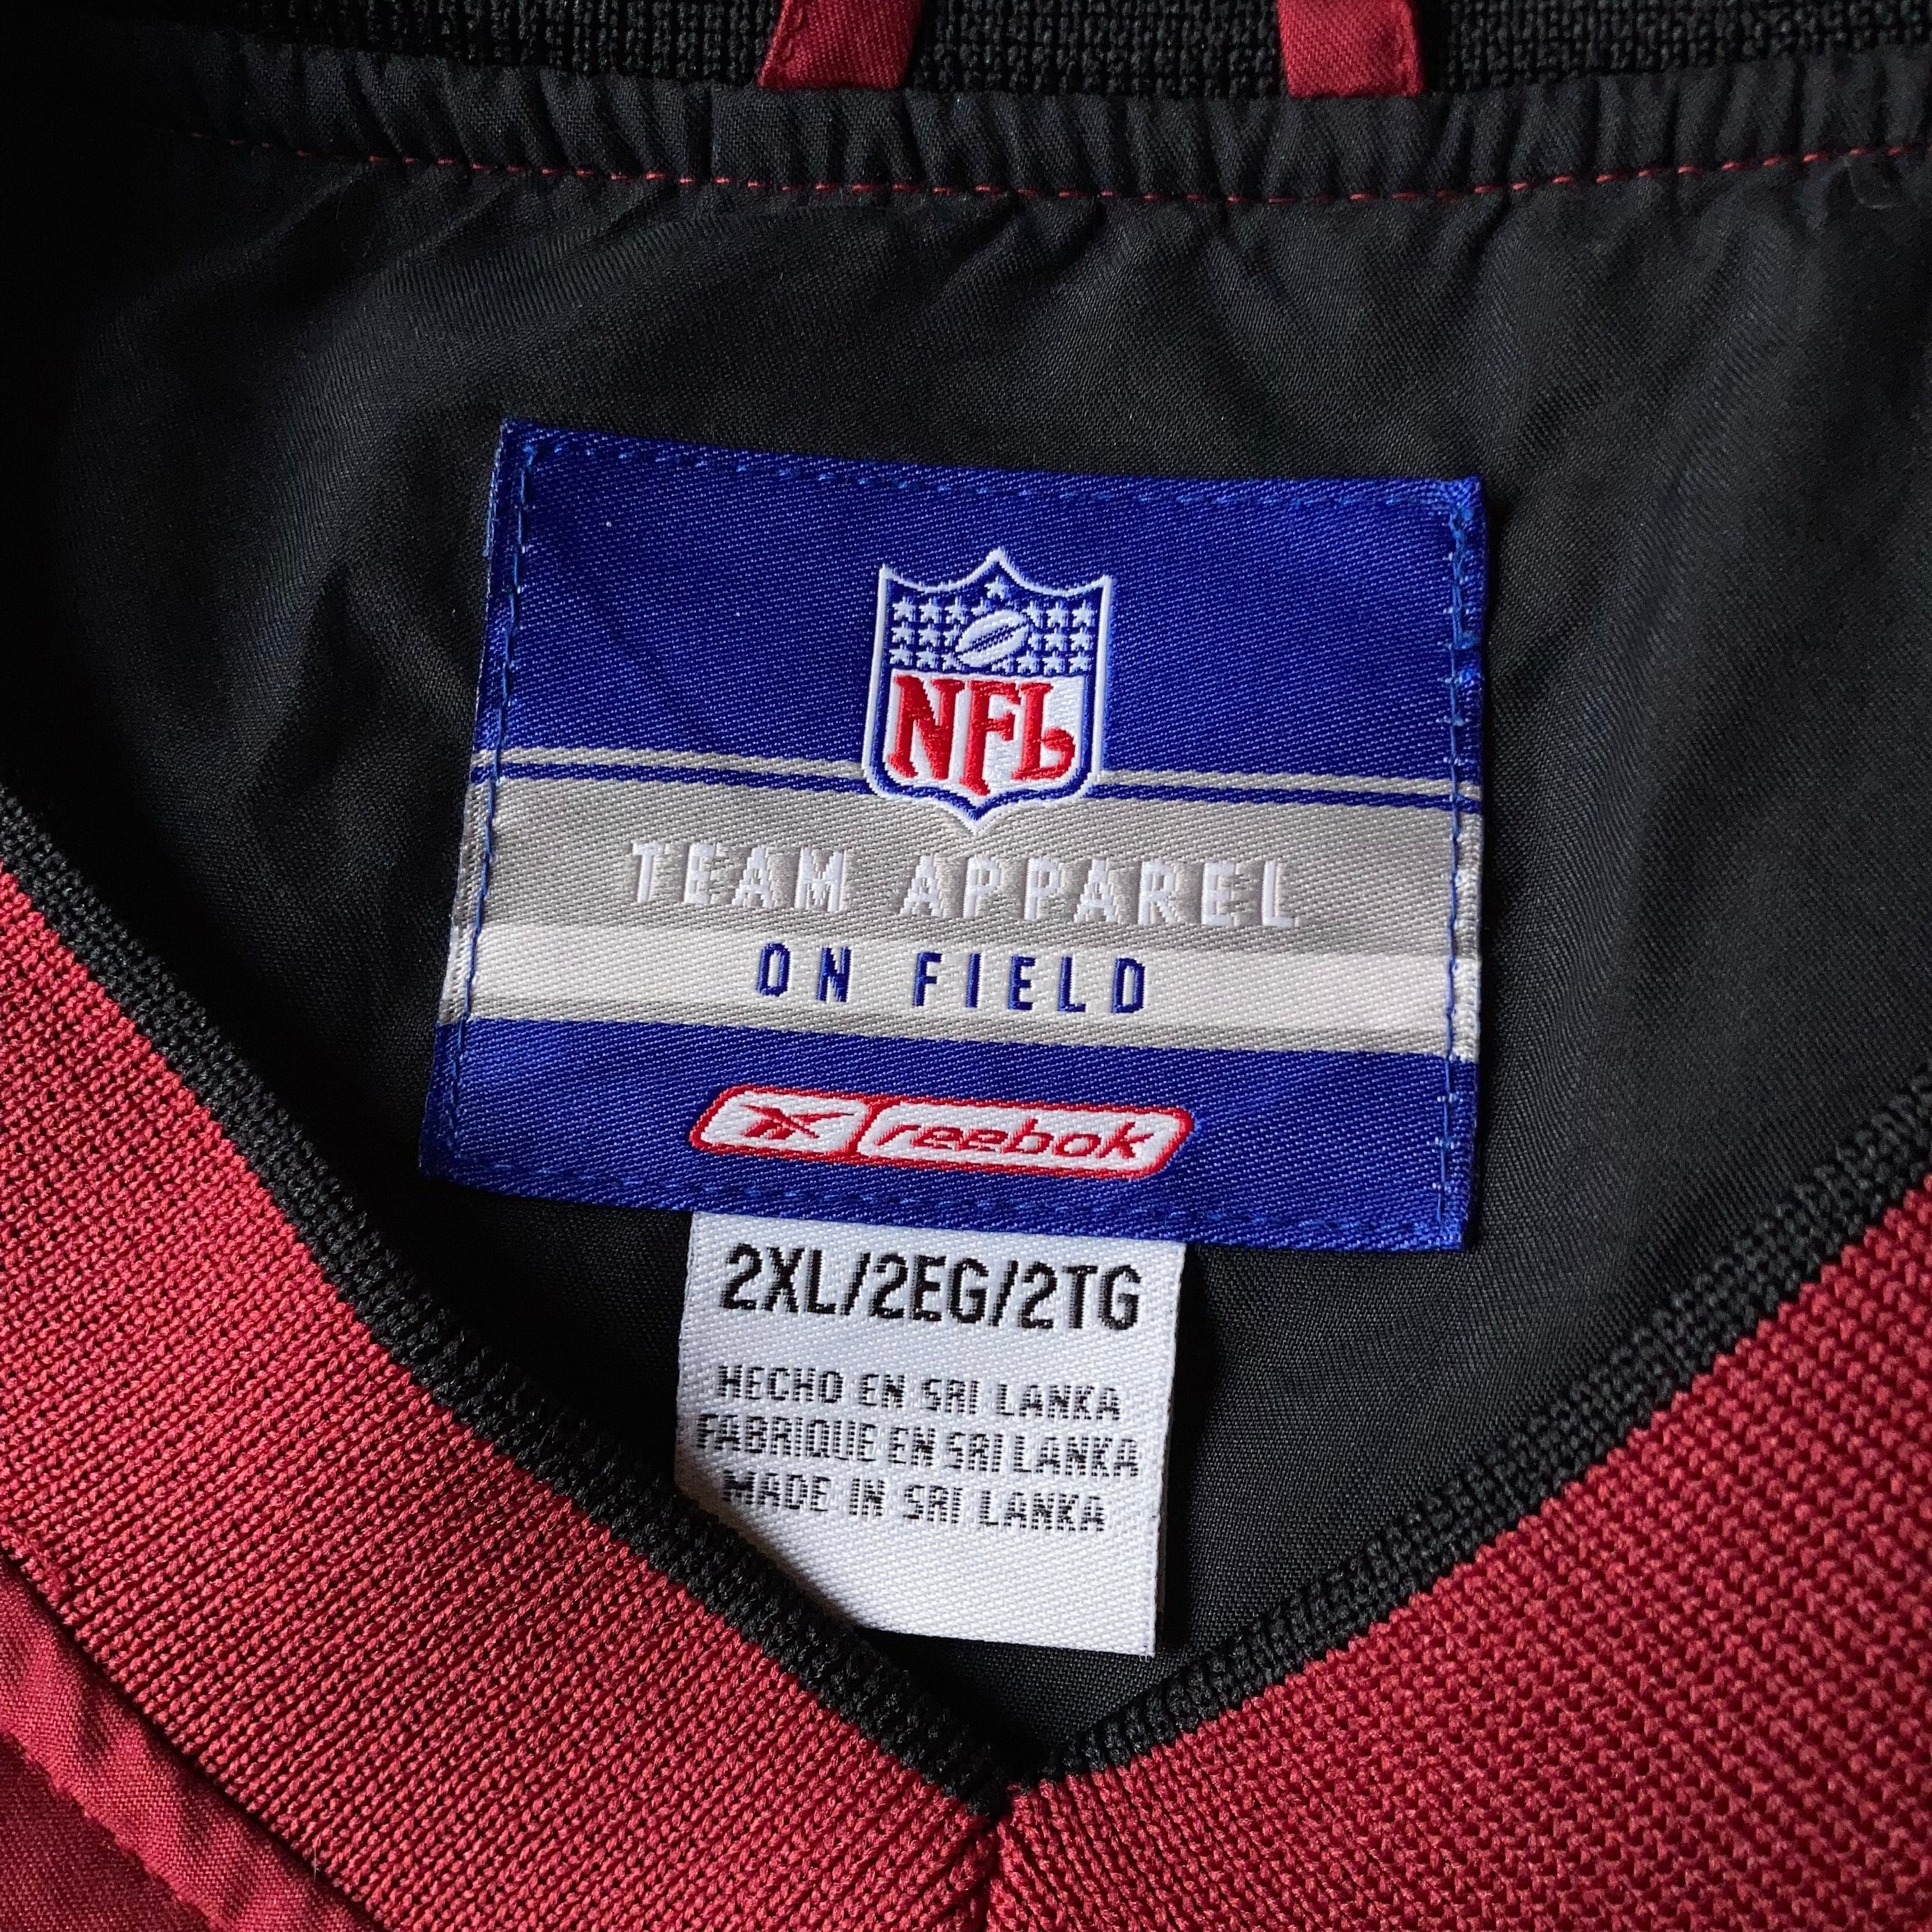 NFL
TEAM APPAREL
ON FIELD
reebok
2XL/2EG/2TG
HECHO EN SRI LANKA
FABRIQUE EN SRI LANKA
MADE IN SRI LANKA